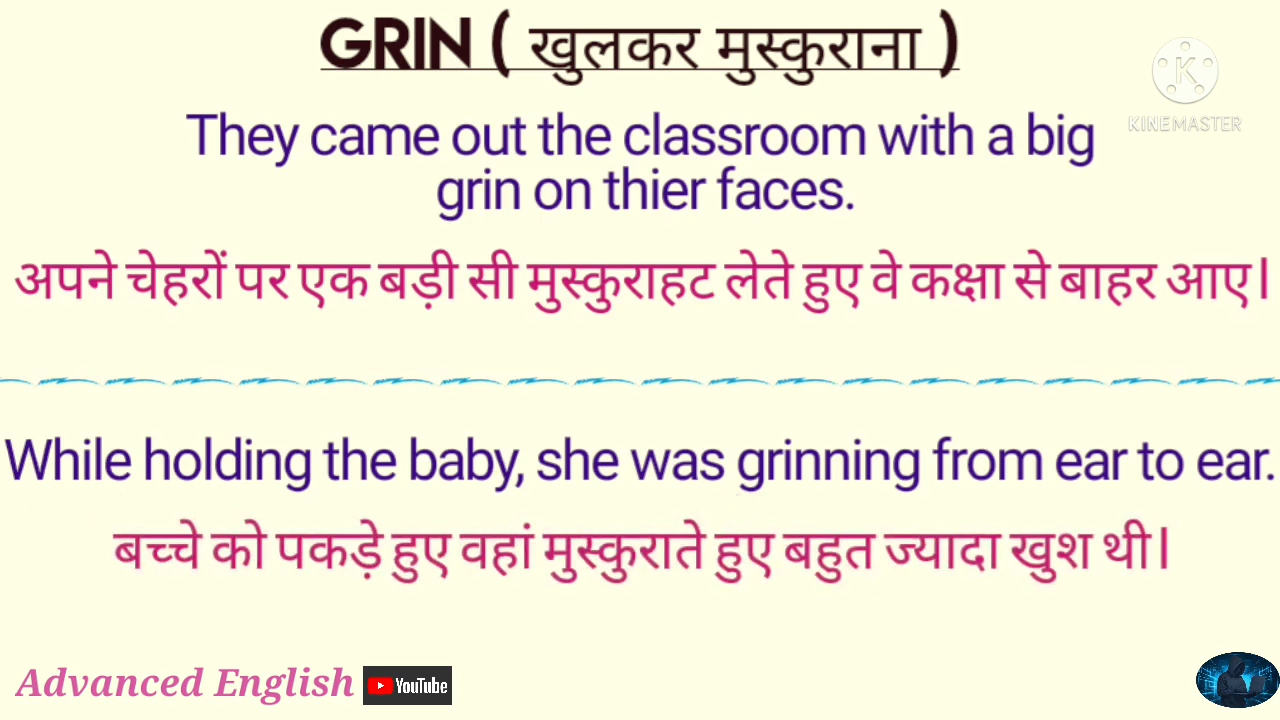 GRIN ( खुलकर मुस्कुराना )
K
KINEMASTER
They came out the classroom with a big
grin on thier faces.
अपने चेहरों पर एक बड़ी सी मुस्कुराहट लेते हुए वे कक्षा से बाहर आए।
While holding the baby, she was grinning from ear to ear.
बच्चे को पकड़े हुए वहां मुस्कुराते हुए बहुत ज्यादा खुश थी।
Advanced English YouTube